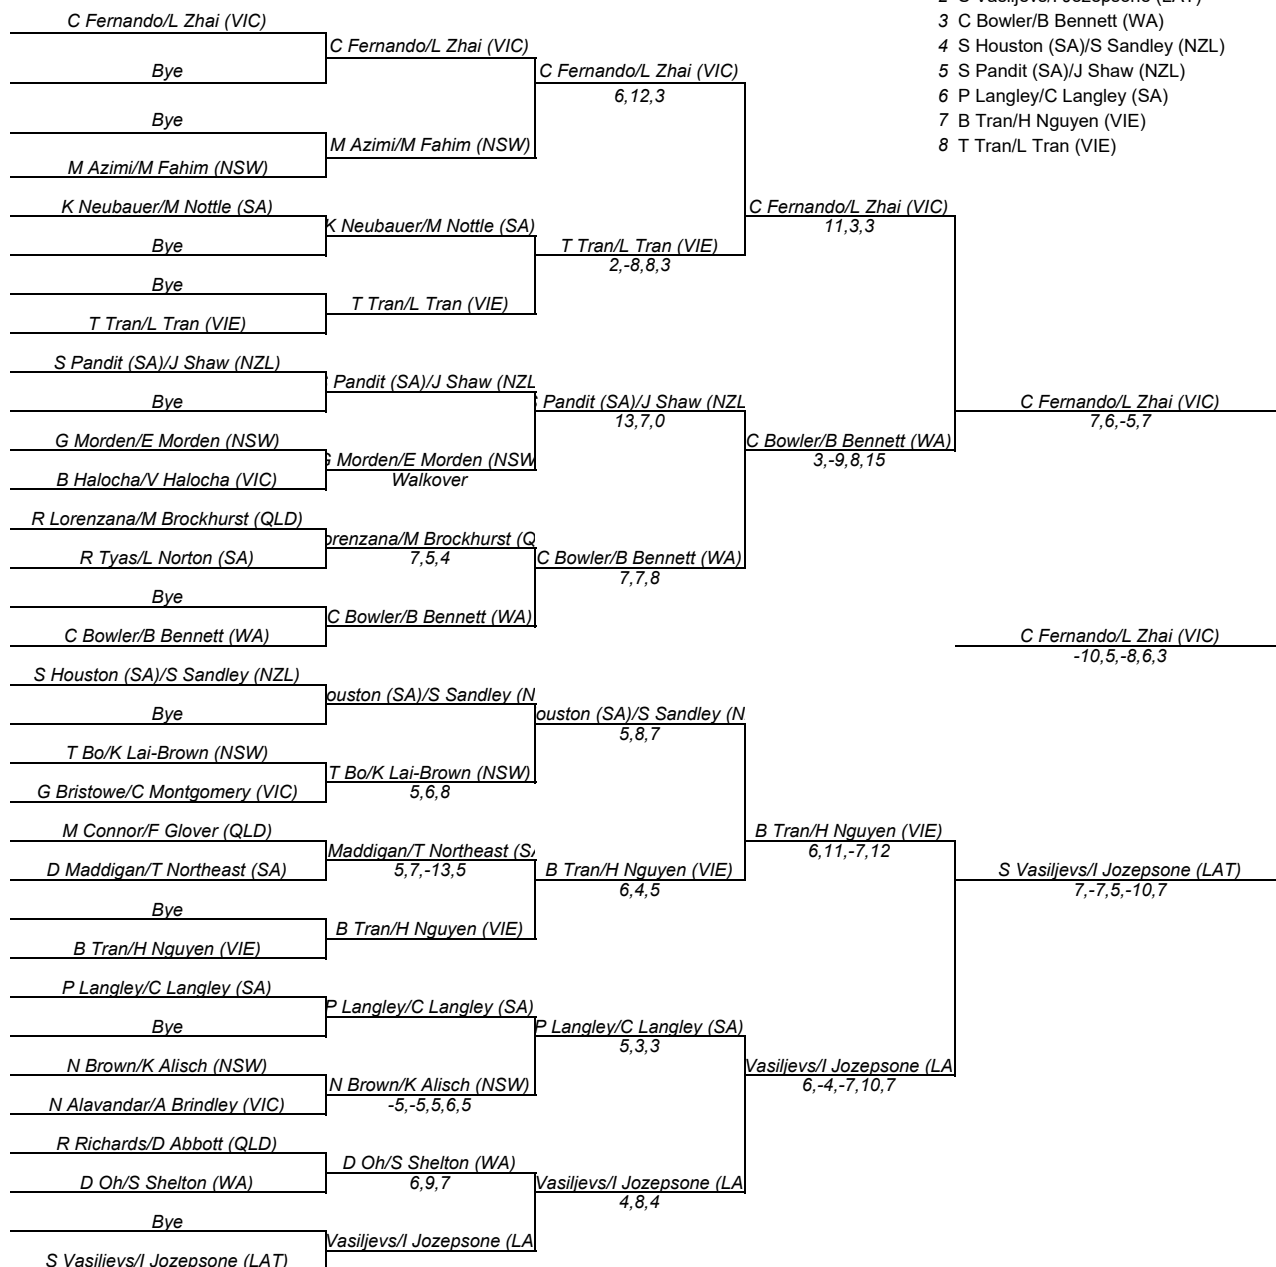 2 S Vasiljevs/I Jozepsone (LAT)
C Fernando/L Zhai (VIC)
3 C Bowler/B Bennett (WA)
4 S Houston (SA)/S Sandley (NZL)
5 S Pandit (SA)/J Shaw (NZL)
6 P Langley/C Langley (SA)
7 B Tran/H Nguyen (VIE)
8 T Tran/L Tran (VIE)
C Fernando/L Zhai (VIC)
Bye
C Fernando/L Zhai (VIC)
6,12,3
Bye
M Azimi/M Fahim (NSW)
M Azimi/M Fahim (NSW)
K Neubauer/M Nottle (SA)
C Fernando/L Zhai (VIC)
11,3,3
K Neubauer/M Nottle (SA)
Bye
T Tran/L Tran (VIE)
2,-8,8,3
Bye
T Tran/L Tran (VIE)
T Tran/L Tran (VIE)
S Pandit (SA)/J Shaw (NZL)
Pandit (SA)/J Shaw (NZL
Bye
Pandit (SA)/J Shaw (NZL
13,7,0
C Fernando/L Zhai (VIC)
7,6,-5,7
G Morden/E Morden (NSW)
C Bowler/B Bennett (WA)
3,-9,8,15
G Morden/E Morden (NSW
Walkover
B Halocha/V Halocha (VIC)
R Lorenzana/M Brockhurst (QLD)
orenzana/M Brockhurst (Q
7,5,4
R Tyas/L Norton (SA)
C Bowler/B Bennett (WA)
7,7,8
Bye
C Bowler/B Bennett (WA)
C Bowler/B Bennett (WA)
C Fernando/L Zhai (VIC)
-10,5,-8,6,3
S Houston (SA)/S Sandley (NZL)
ouston (SA)/S Sandley (N
Bye
ouston (SA)/S Sandley (N
5,8,7
T Bo/K Lai-Brown (NSW)
T Bo/K Lai-Brown (NSW)
5,6,8
G Bristowe/C Montgomery (VIC)
M Connor/F Glover (QLD)
B Tran/H Nguyen (VIE)
6,11,-7,12
Maddigan/T Northeast (SA
5,7,-13,5
D Maddigan/T Northeast (SA)
B Tran/H Nguyen (VIE)
6,4,5
S Vasiljevs/I Jozepsone (LAT)
7,-7,5,-10,7
Bye
B Tran/H Nguyen (VIE)
B Tran/H Nguyen (VIE)
P Langley/C Langley (SA)
P Langley/C Langley (SA)
Bye
P Langley/C Langley (SA)
5,3,3
N Brown/K Alisch (NSW)
Vasiljevs/I Jozepsone (LA
6,-4,-7,10,7
N Brown/K Alisch (NSW)
-5,-5,5,6,5
N Alavandar/A Brindley (VIC)
R Richards/D Abbott (QLD)
D Oh/S Shelton (WA)
6,9,7
D Oh/S Shelton (WA)
Vasiljevs/I Jozepsone (LA
4,8,4
Bye
Vasiljevs/I Jozepsone (LA
S Vasiljevs/I Jozepsone (LAT)